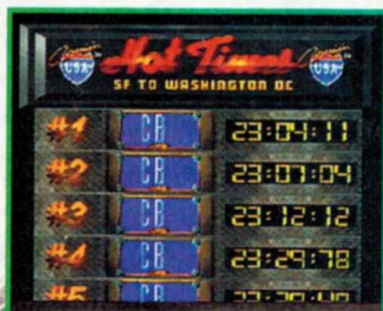 USA
Hot Times
USA
SF TO WASHINGTON DC
#1 CR 23:04:11
#2 CR 23:07:04
#3 CR 23:12:12
#4 CR 23:29:78
#5 CR